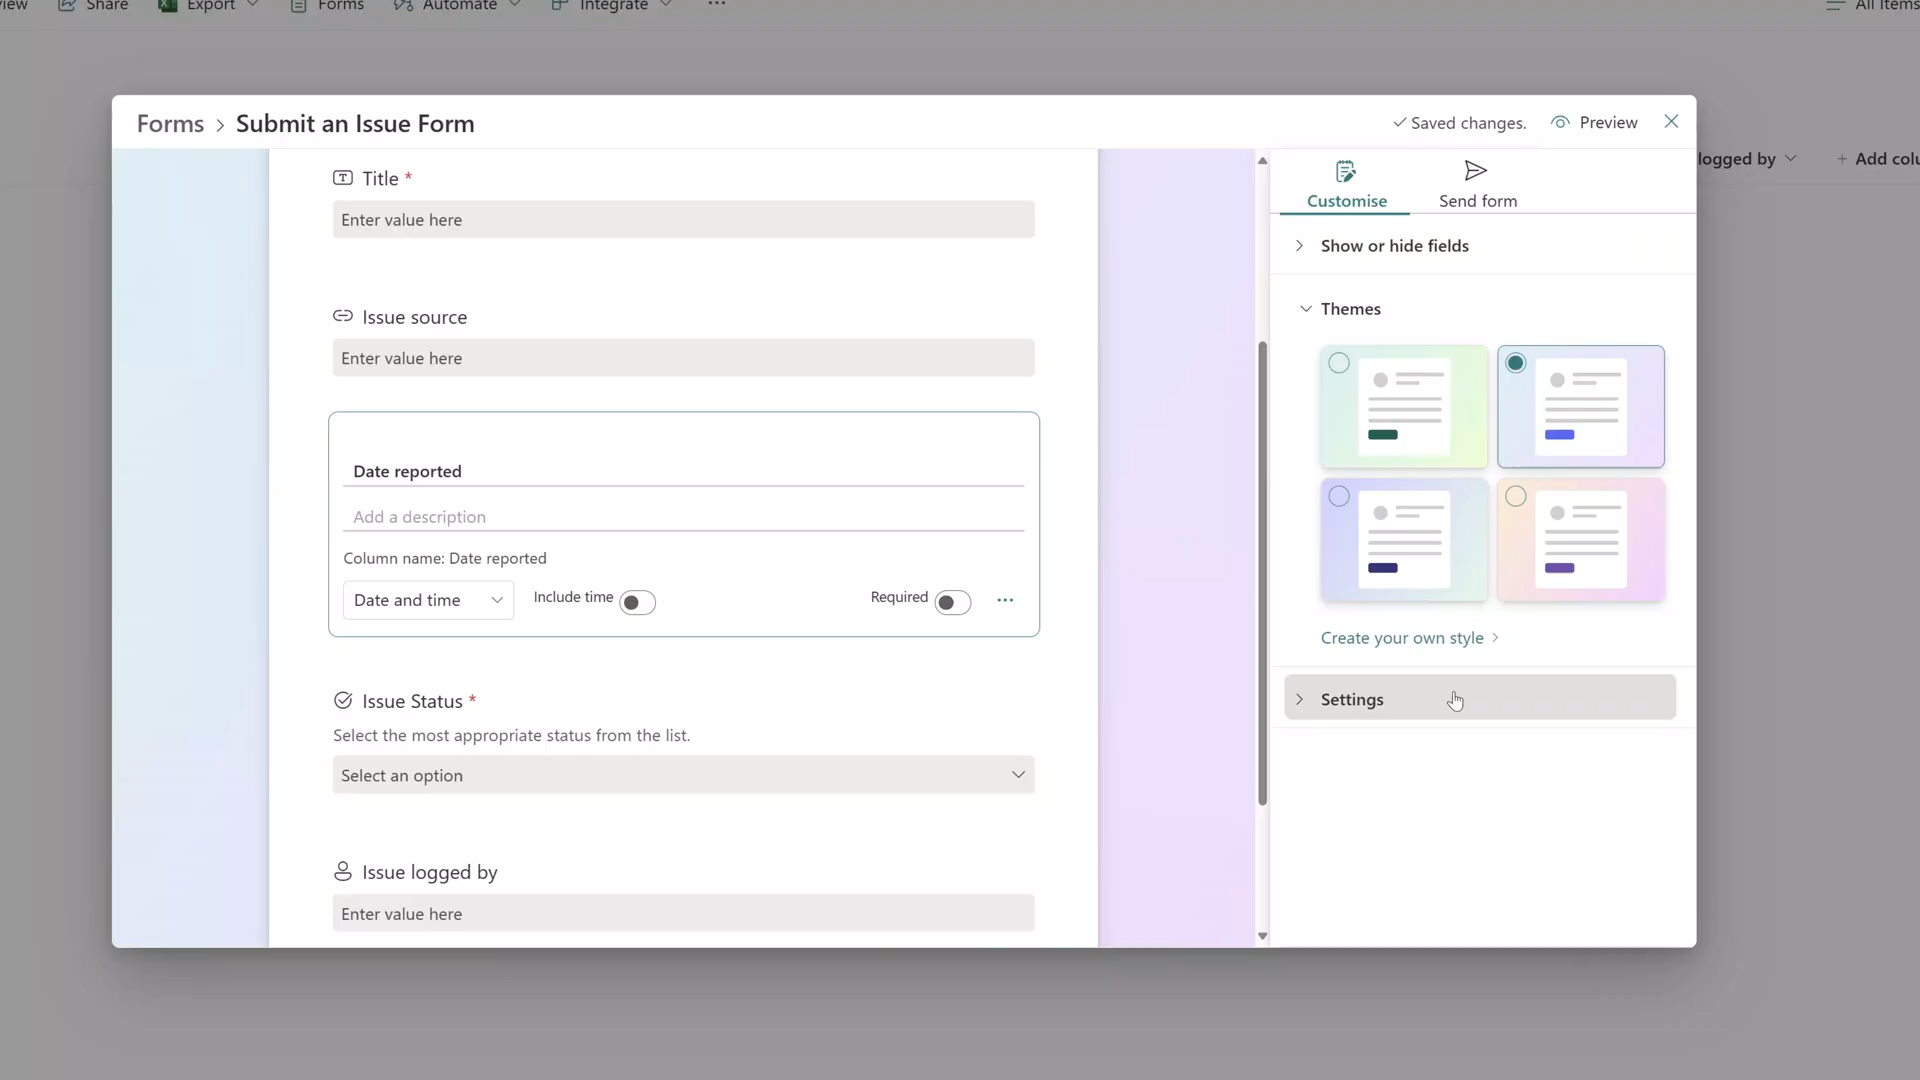 Share
Export
Forms
Automate
Integrate
All Items
Forms > Submit an Issue Form
Saved changes.
Preview
logged by
+ Add colu
Title *
Enter value here
Issue source
Enter value here
Date reported
Add a description
Column name: Date reported
Date and time
Include time
Required
Issue Status *
Select the most appropriate status from the list.
Select an option
Issue logged by
Enter value here
Customise
Send form
Show or hide fields
Themes
Create your own style >
Settings